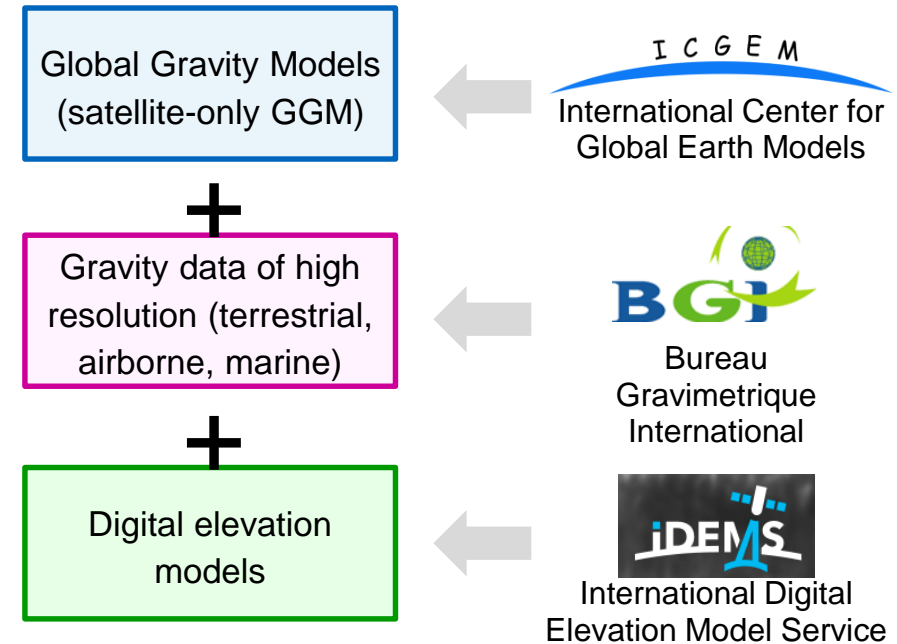 Global Gravity Models
(satellite-only GGM)
I C G E M
International Center for
Global Earth Models
+
Gravity data of high
resolution (terrestrial,
airborne, marine)
BGI
Bureau
Gravimetrique
International
+
Digital elevation
models
iDEMS
International Digital
Elevation Model Service